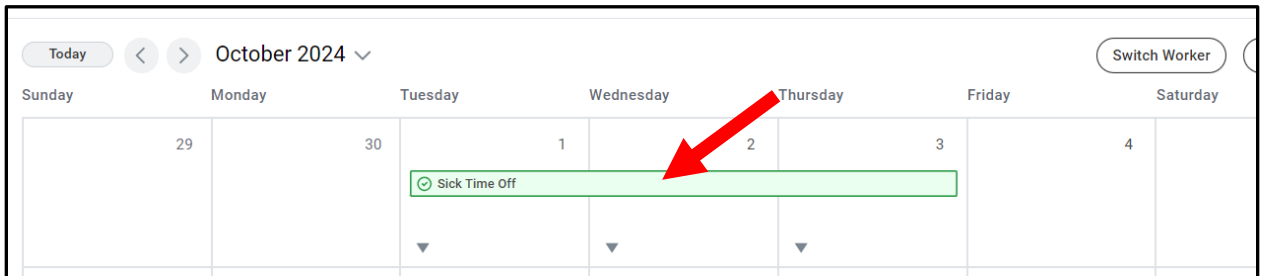 Today
October 2024
Switch Worker
Sunday Monday Tuesday Wednesday Thursday Friday Saturday
29 30 1 2 3 4
Sick Time Off